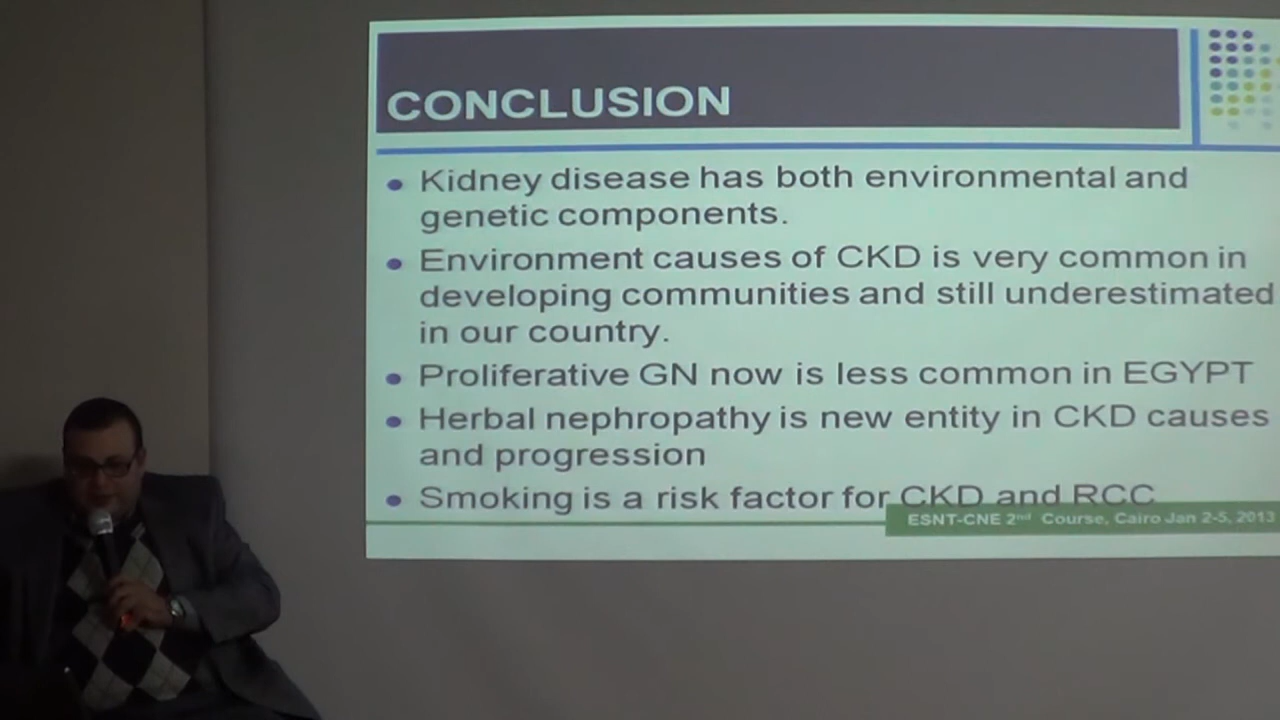 CONCLUSION
Kidney disease has both environmental and
genetic components.
Environment causes of CKD is very common in
developing communities and still underestimated
in our country.
Proliferative GN now is less common in EGYPT
Herbal nephropathy is new entity in CKD causes
and progression
Smoking is a risk factor for CKD and RCC
ESNT-CNE 2nd Course, Cairo Jan 2-5, 2013